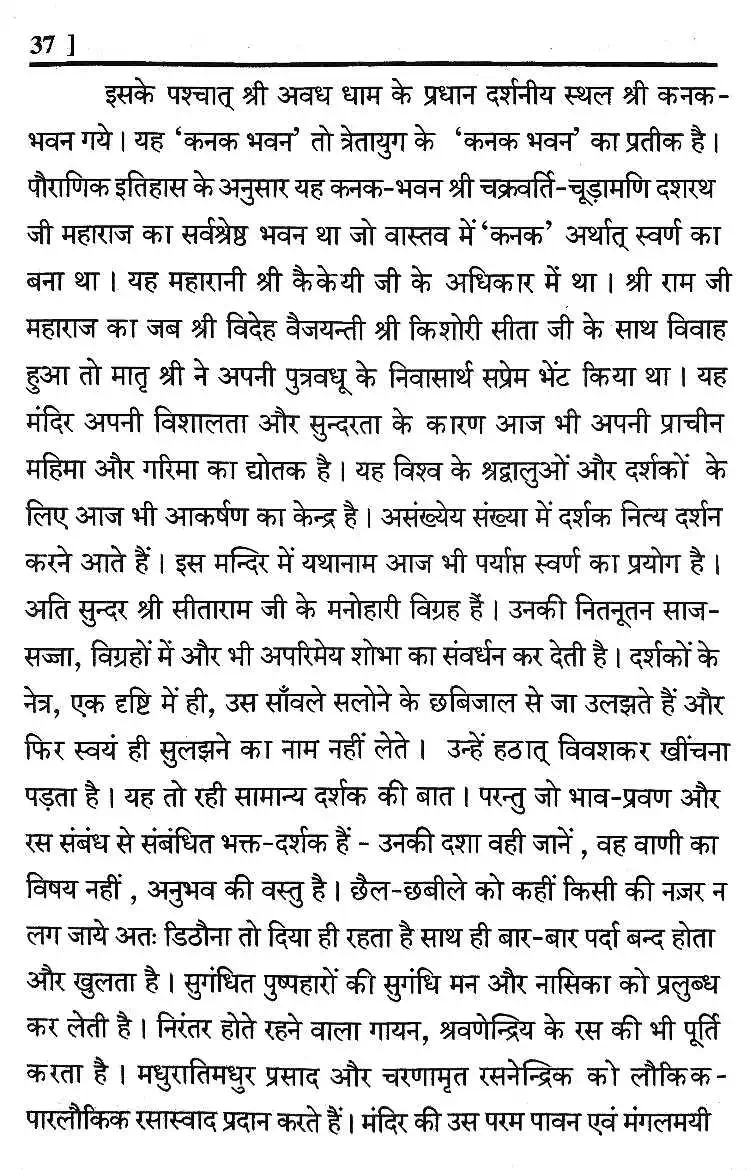 37 ]
इसके पश्चात् श्री अवध धाम के प्रधान दर्शनीय स्थल श्री कनक-
भवन गये। यह ‘कनक भवन’ तो त्रेतायुग के ‘कनक भवन’ का प्रतीक है।
पौराणिक इतिहास के अनुसार यह कनक-भवन श्री चक्रवर्ति-चूड़ामणि दशरथ
जी महाराज का सर्वश्रेष्ठ भवन था जो वास्तव में ‘कनक’ अर्थात् स्वर्ण का
बना था। यह महारानी श्री कैकेयी जी के अधिकार में था। श्री राम जी
महाराज का जब श्री विदेह वैजयन्ती श्री किशोरी सीता जी के साथ विवाह
हुआ तो मातृ श्री ने अपनी पुत्रवधू के निवासार्थ सप्रेम भेंट किया था। यह
मंदिर अपनी विशालता और सुन्दरता के कारण आज भी अपनी प्राचीन
महिमा और गरिमा का द्योतक है। यह विश्व के श्रद्वालुओं और दर्शकों के
लिए आज भी आकर्षण का केन्द्र है। असंख्येय संख्या में दर्शक नित्य दर्शन
करने आते हैं। इस मन्दिर में यथानाम आज भी पर्याप्त स्वर्ण का प्रयोग है।
अति सुन्दर श्री सीताराम जी के मनोहारी विग्रह हैं। उनकी नितनूतन साज-
सज्जा, विग्रहों में और भी अपरिमेय शोभा का संवर्धन कर देती है। दर्शकों के
नेत्र, एक दृष्टि में ही, उस साँवले सलोने के छबिजाल से जा उलझते हैं और
फिर स्वयं ही सुलझने का नाम नहीं लेते। उन्हें हठात् विवशकर खींचना
पड़ता है। यह तो रही सामान्य दर्शक की बात। परन्तु जो भाव-प्रवण और
रस संबंध से संबंधित भक्त-दर्शक हैं - उनकी दशा वही जानें , वह वाणी का
विषय नहीं , अनुभव की वस्तु है। छैल-छबीले को कहीं किसी की नज़र न
लग जाये अतः डिठौना तो दिया ही रहता है साथ ही बार-बार पर्दा बन्द होता
और खुलता है। सुगंधित पुष्पहारों की सुगंधि मन और नासिका को प्रलुब्ध
कर लेती है। निरंतर होते रहने वाला गायन, श्रवणेन्द्रिय के रस की भी पूर्ति
करता है। मधुरातिमधुर प्रसाद और चरणामृत रसनेन्द्रिक को लौकिक-
पारलौकिक रसास्वाद प्रदान करते हैं। मंदिर की उस परम पावन एवं मंगलमयी